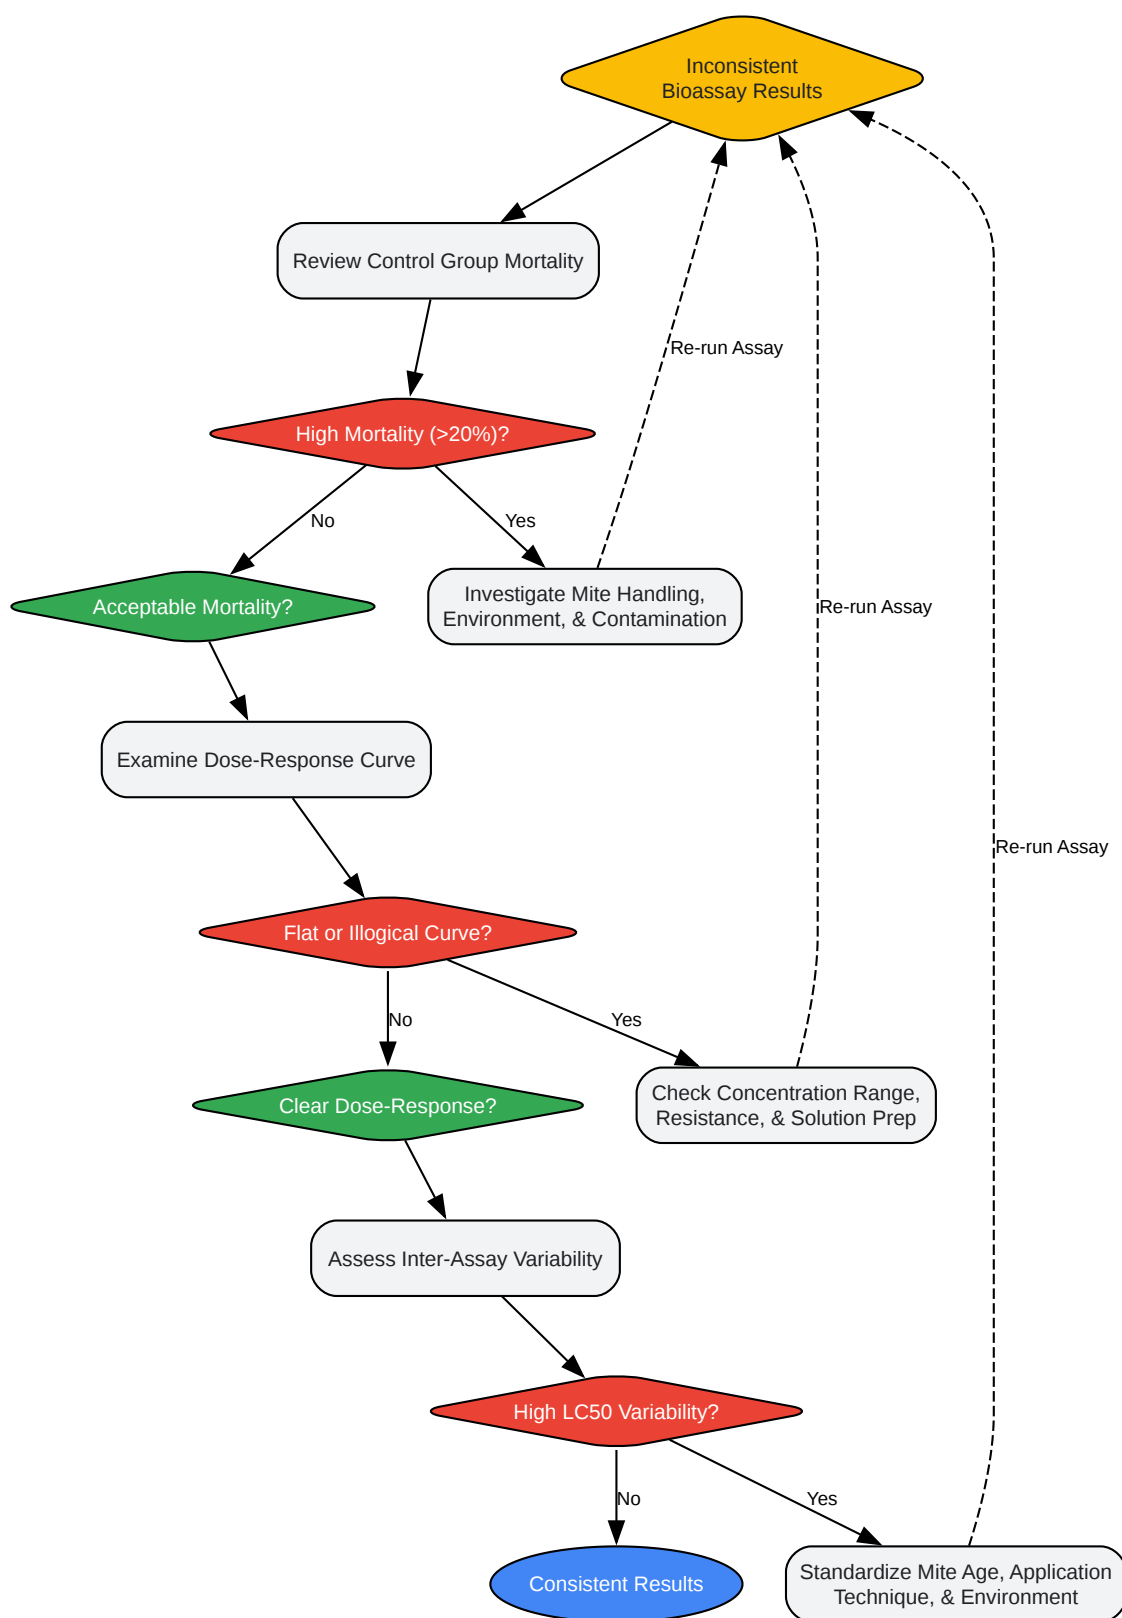 Inconsistent
Bioassay Results
Review Control Group Mortality
Re-run Assay
High Mortality (>20%)?
No
Yes
Acceptable Mortality?
Investigate Mite Handling,
Environment, & Contamination
Re-run Assay
Examine Dose-Response Curve
Re-run Assay
Flat or Illogical Curve?
No
Yes
Clear Dose-Response?
Check Concentration Range,
Resistance, & Solution Prep
Assess Inter-Assay Variability
High LC50 Variability?
No
Yes
Consistent Results
Standardize Mite Age, Application
Technique, & Environment